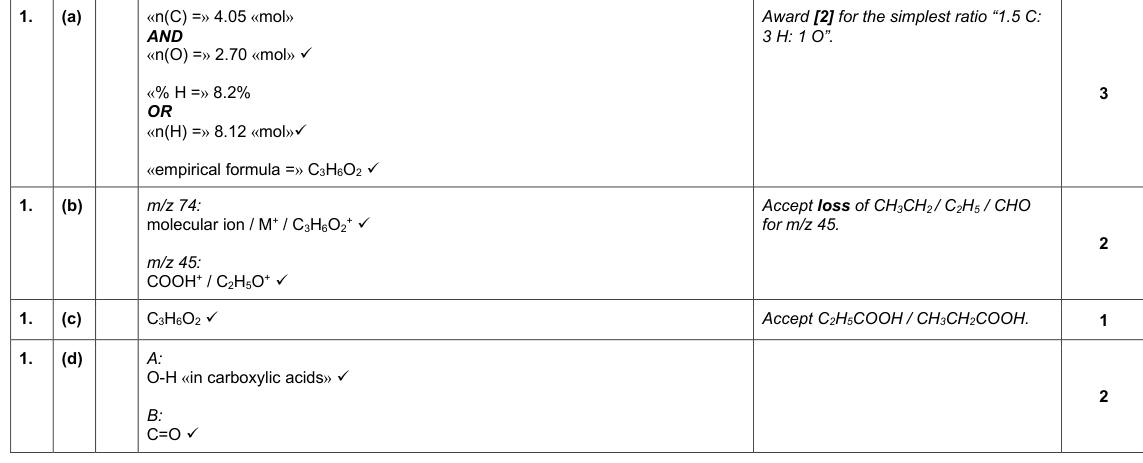 1. (a) «n(C) =» 4.05 «mol»
AND
«n(O) =» 2.70 «mol» ✓
«% H =» 8.2%
OR
«n(H) =» 8.12 «mol»✓
«empirical formula =» C₃H₆O₂ ✓
Award [2] for the simplest ratio “1.5 C:
3 H: 1 O”.
3
1. (b) m/z 74:
molecular ion / M⁺ / C₃H₆O₂⁺ ✓
m/z 45:
COOH⁺ / C₂H₅O⁺ ✓
Accept loss of CH₃CH₂ / C₂H₅ / CHO
for m/z 45.
2
1. (c) C₃H₆O₂ ✓
Accept C₂H₅COOH / CH₃CH₂COOH.
1
1. (d) A:
O-H «in carboxylic acids» ✓
B:
C=O ✓
2